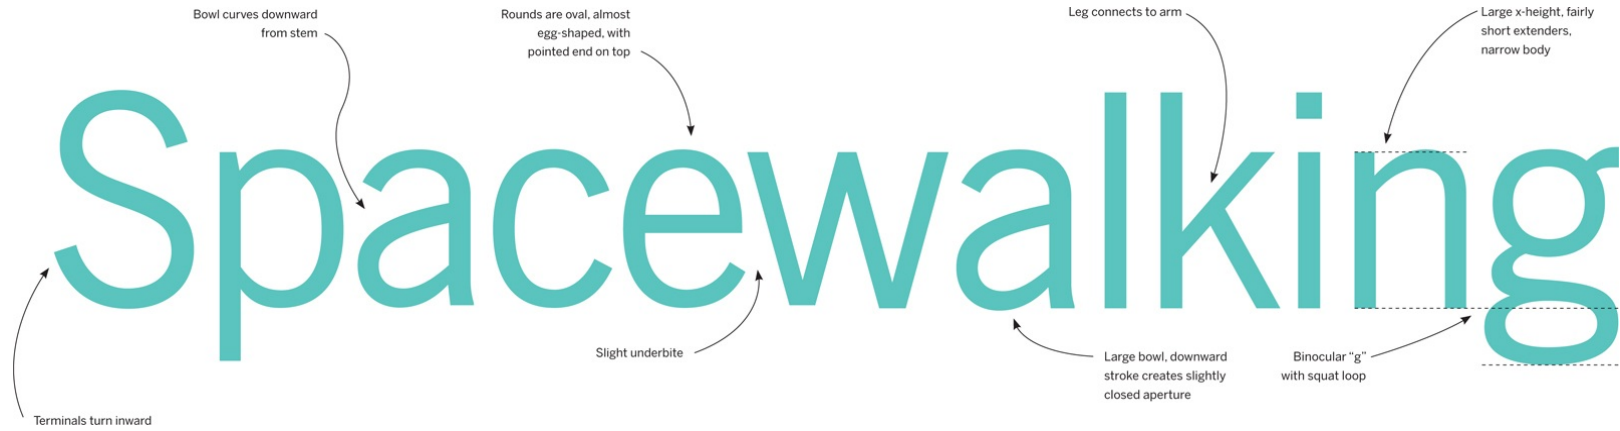 Bowl curves downward
from stem
Rounds are oval, almost
egg-shaped, with
pointed end on top
Leg connects to arm
Large x-height, fairly
short extenders,
narrow body
Spacewalking
Slight underbite
Large bowl, downward
stroke creates slightly
closed aperture
Binocular “g”
with squat loop
Terminals turn inward